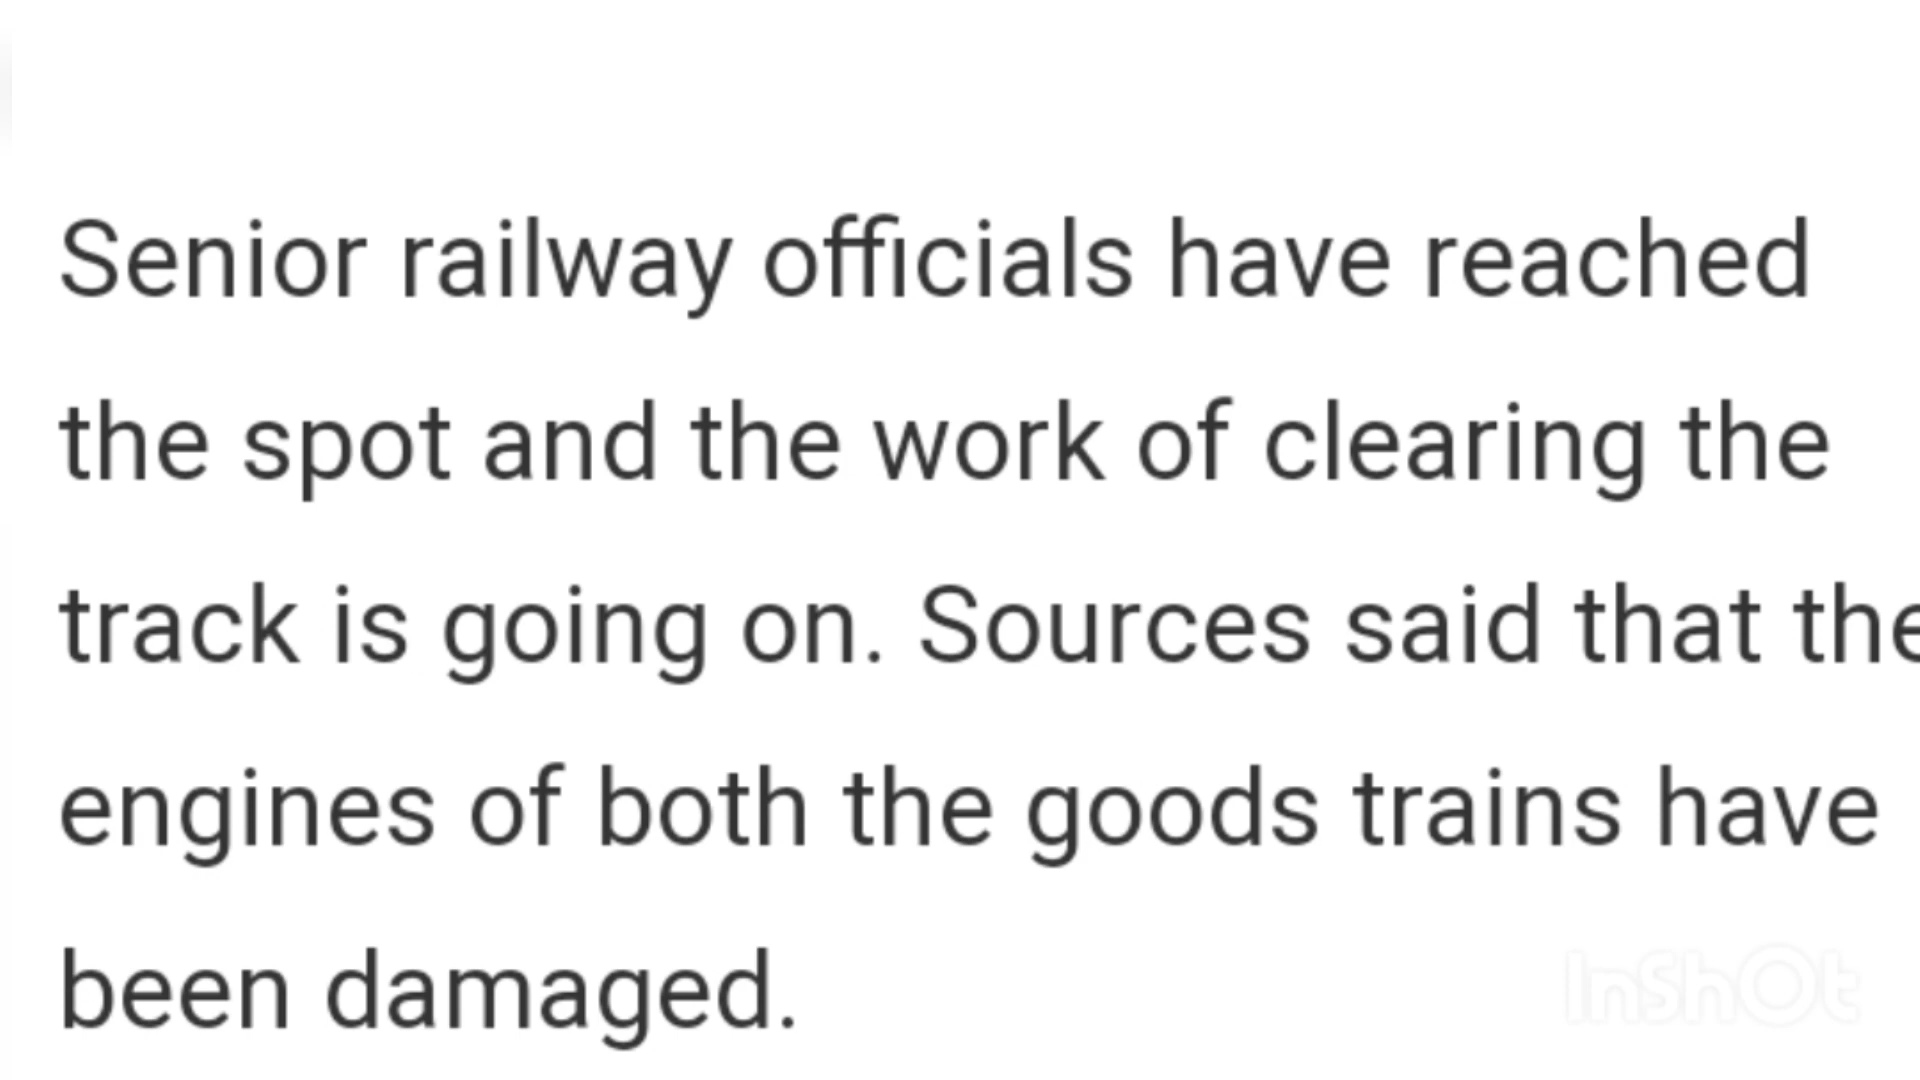 Senior railway officials have reached
the spot and the work of clearing the
track is going on. Sources said that the
engines of both the goods trains have
been damaged.
InShOt